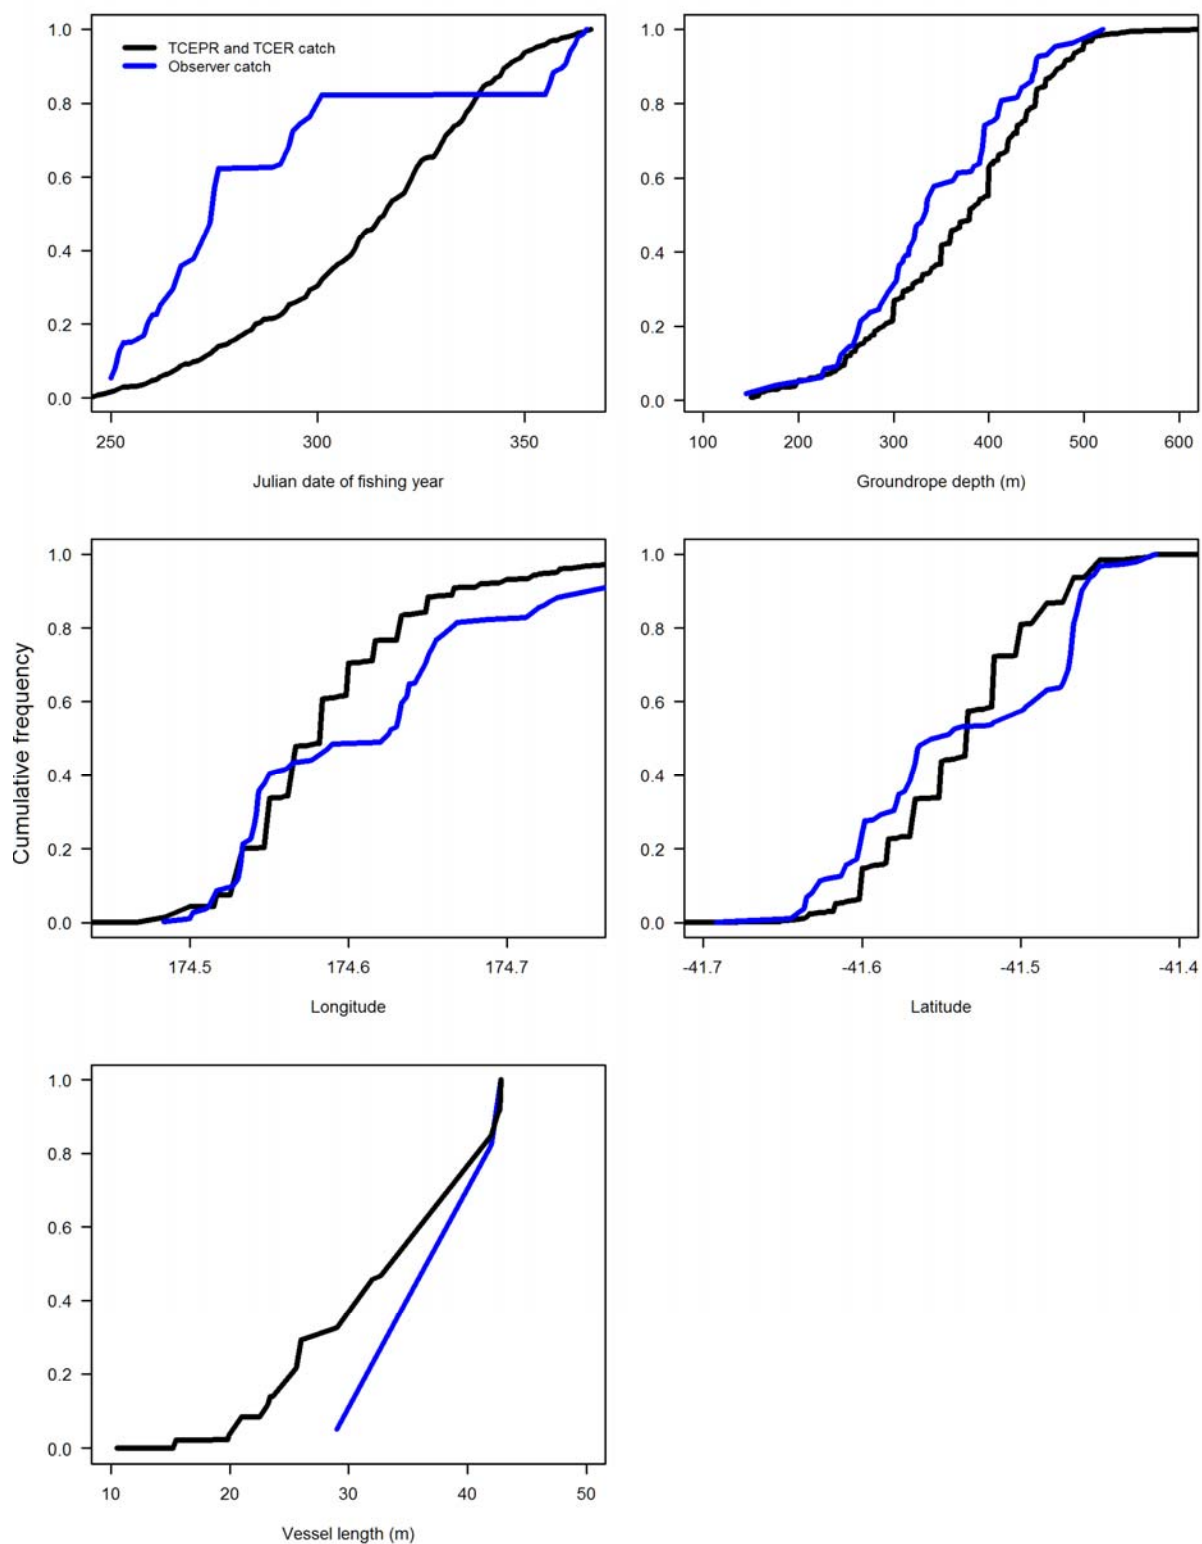 1.0
0.8
0.6
0.4
0.2
0.0
TCEPR and TCER catch
Observer catch
250 300 350
Julian date of fishing year
1.0
0.8
0.6
0.4
0.2
0.0
100 200 300 400 500 600
Groundrope depth (m)
Cumulative frequency
1.0
0.8
0.6
0.4
0.2
0.0
174.5 174.6 174.7
Longitude
1.0
0.8
0.6
0.4
0.2
0.0
-41.7 -41.6 -41.5 -41.4
Latitude
1.0
0.8
0.6
0.4
0.2
0.0
10 20 30 40 50
Vessel length (m)